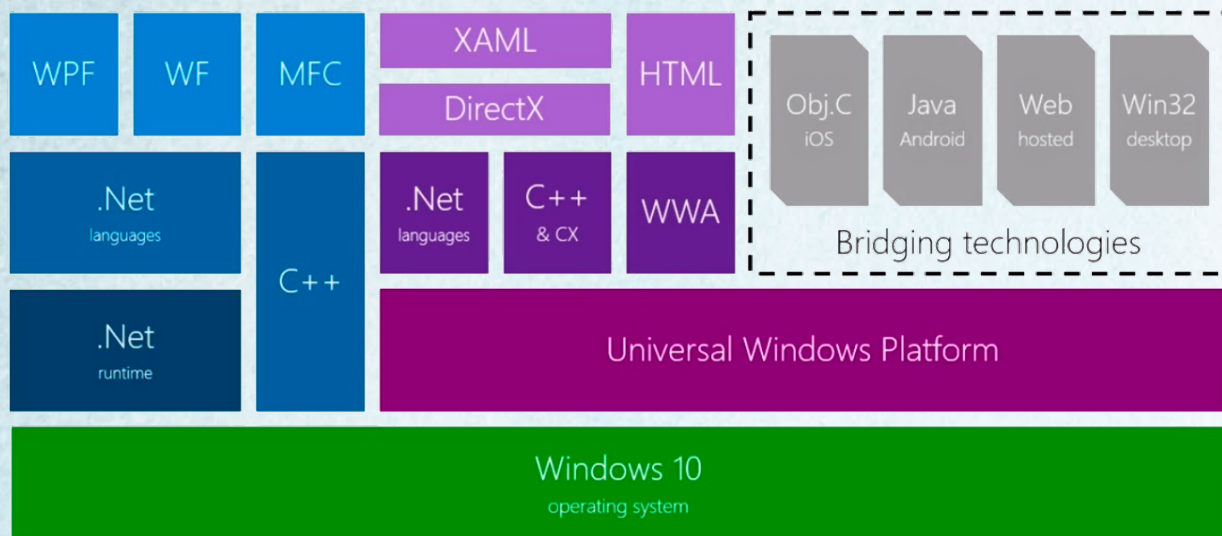 WPF
WF
MFC
XAML
DirectX
HTML
.Net
languages
C++
.Net
languages
C++
& CX
WWA
.Net
runtime
Obj.C
iOS
Java
Android
Web
hosted
Win32
desktop
Bridging technologies
Universal Windows Platform
Windows 10
operating system